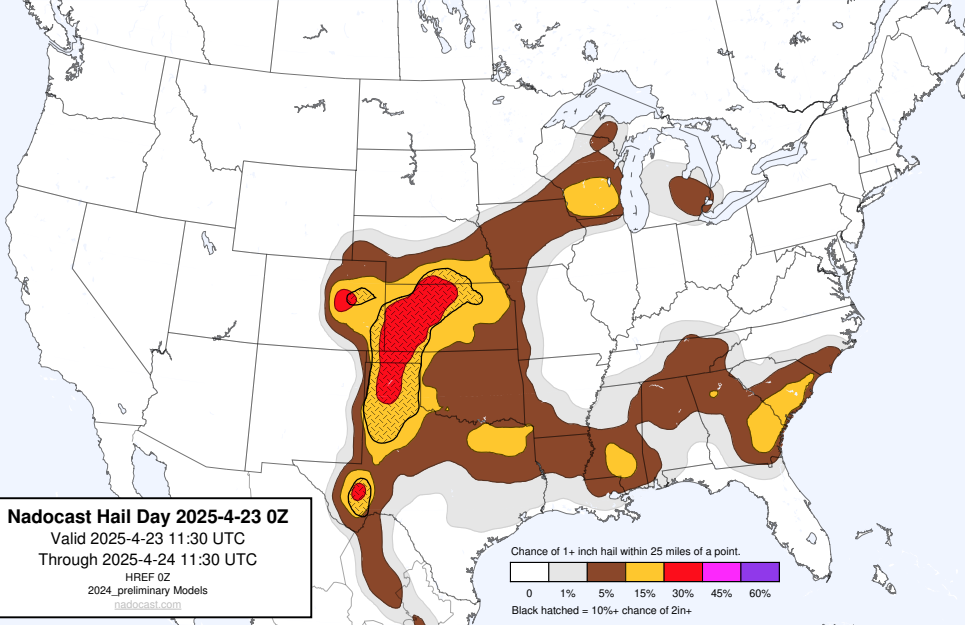 Nadocast Hail Day 2025-4-23 0Z
Valid 2025-4-23 11:30 UTC
Through 2025-4-24 11:30 UTC
HREF 0Z
2024_preliminary Models
nadocast.com
Chance of 1+ inch hail within 25 miles of a point.
0 1% 5% 15% 30% 45% 60%
Black hatched = 10%+ chance of 2in+